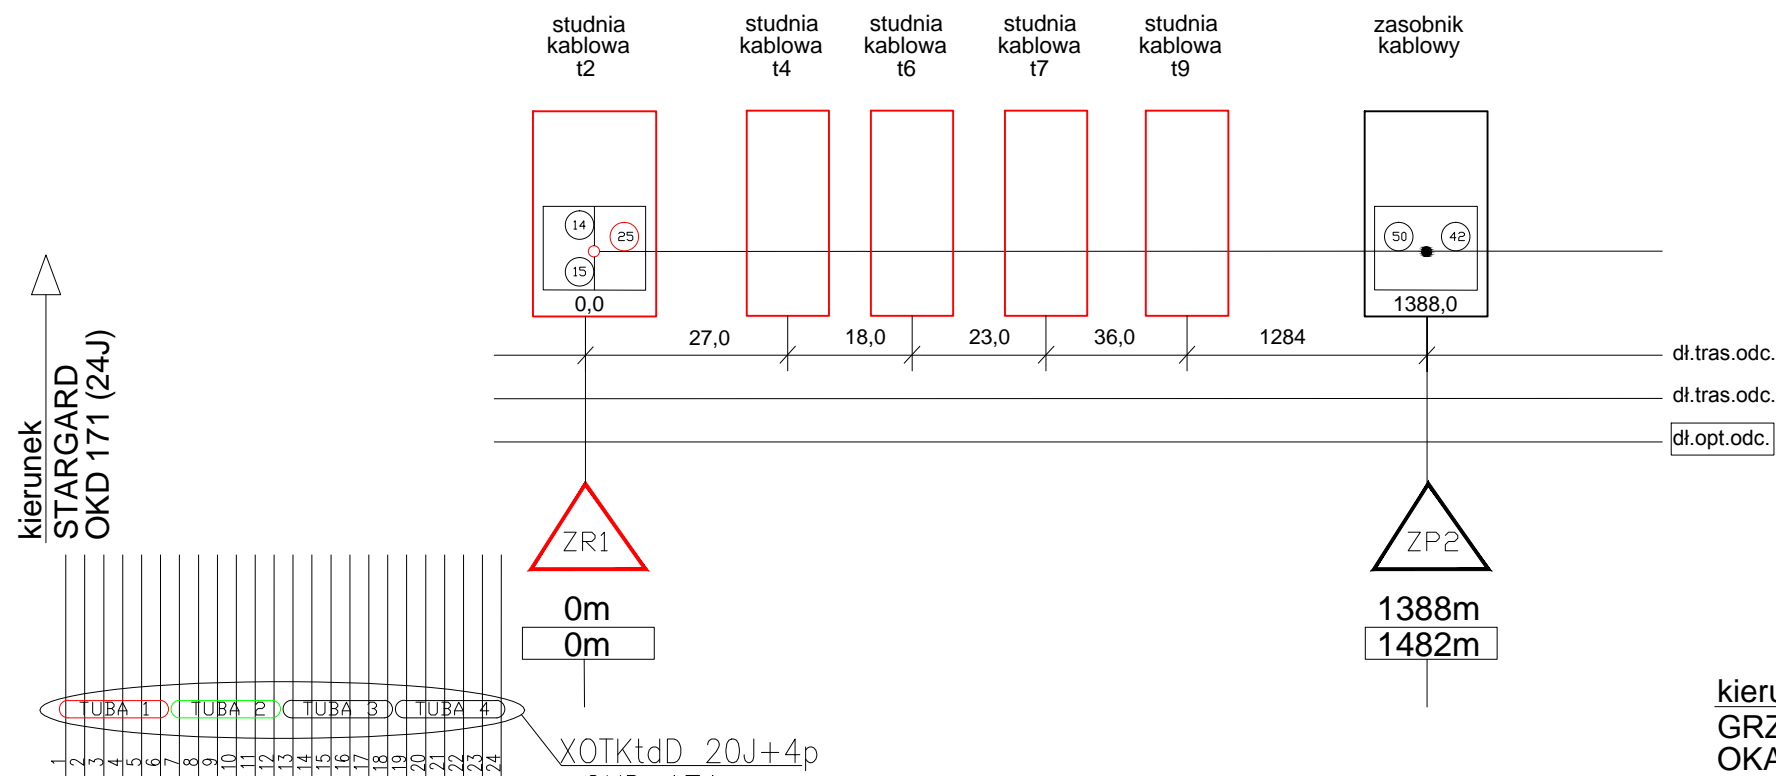 studnia
kablowa
t2
studnia
kablowa
t4
studnia
kablowa
t6
studnia
kablowa
t7
studnia
kablowa
t9
zasobnik
kablowy
14
25
15
0,0
50
42
1388,0
27,0
18,0
23,0
36,0
1284
dł.tras.odc.
dł.tras.odc.
dł.opt.odc.
kierunek
STARGARD
OKD 171 (24J)
ZR1
ZP2
0m
0m
1388m
1482m
TUBA 1
TUBA 2
TUBA 3
TUBA 4
XOTKtdD 20J+4p
1
2
3
4
5
6
7
8
9
10
11
12
13
14
15
16
17
18
19
20
21
22
23
24